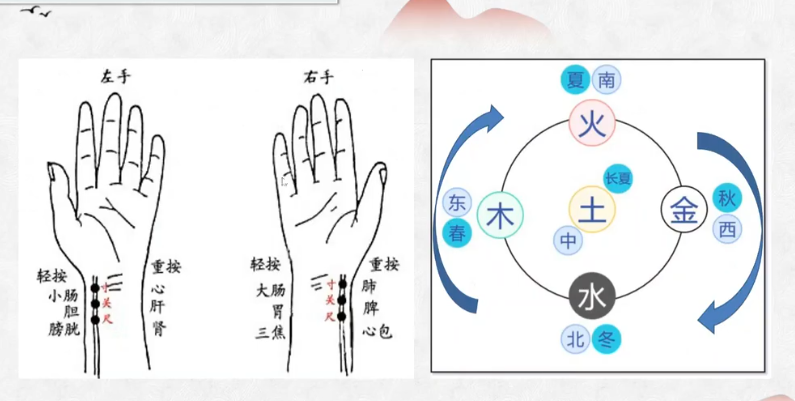 左手
右手
轻按
小肠
胆
膀胱
寸
关
尺
重按
心
肝
肾
轻按
大肠
胃
三焦
寸
关
尺
重按
肺
脾
心包
夏 南
火
长夏
东
木
土
金
秋
春
中
西
水
北 冬